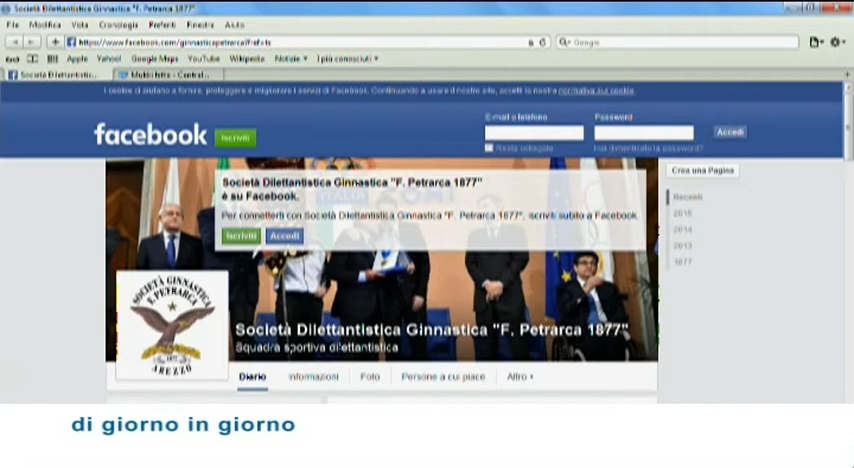 Società Dilettantistica Ginnastica "F. Petrarca 1877"
File Modifica Vista Cronologia Preferiti Finestra Aiuto
https://www.facebook.com/ginnasticapetrarca?fref=ts
Google
Apple Yahoo! Google Maps YouTube Wikipedia Notizie I più conosciuti
Società Dilettantistic...
I cookie ci aiutano a fornire, proteggere e migliorare i servizi di Facebook. Continuando a usare il nostro sito, accetti la nostra normativa sui cookie.
facebook Iscriviti
E-mail o telefono Password
Accedi
Resta collegato Hai dimenticato la password?
Crea una Pagina
Recenti
2015
2014
2013
1877
Società Dilettantistica Ginnastica "F. Petrarca 1877"
è su Facebook.
Per connetterti con Società Dilettantistica Ginnastica "F. Petrarca 1877", iscriviti subito a Facebook.
Iscriviti Accedi
ITALIA CONI
SOCIETÀ GINNASTICA
F. PETRARCA
1877
AREZZO
Società Dilettantistica Ginnastica "F. Petrarca 1877"
Squadra sportiva dilettantistica
Diario Informazioni Foto Persone a cui piace Altro
di giorno in giorno